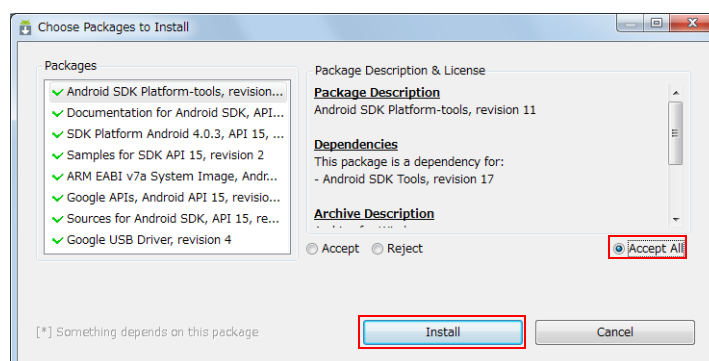 Choose Packages to Install
Packages
Android SDK Platform-tools, revision...
Documentation for Android SDK, API...
SDK Platform Android 4.0.3, API 15, ...
Samples for SDK API 15, revision 2
ARM EABI v7a System Image, Andr...
Google APIs, Android API 15, revisio...
Sources for Android SDK, API 15, re...
Google USB Driver, revision 4
Package Description & License
Package Description
Android SDK Platform-tools, revision 11
Dependencies
This package is a dependency for:
- Android SDK Tools, revision 17
Archive Description
Accept
Reject
Accept All
[*] Something depends on this package
Install
Cancel